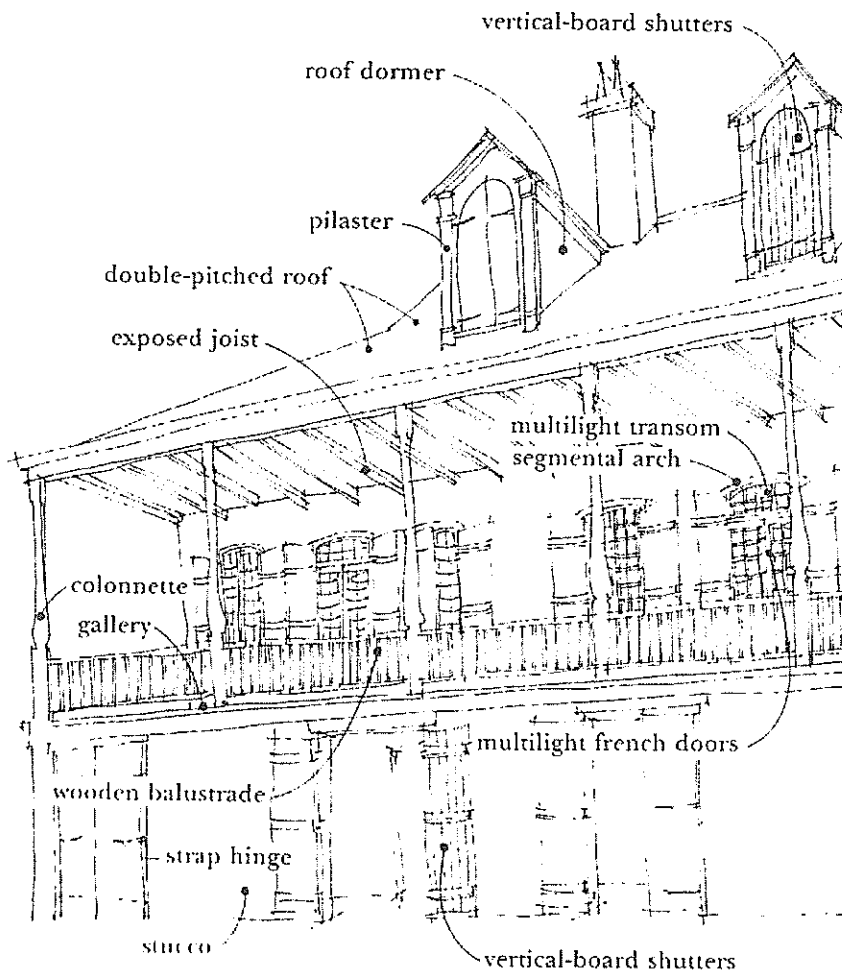 vertical-board shutters
roof dormer
pilaster
double-pitched roof
exposed joist
multilight transom
segmental arch
colonnette
gallery
multilight french doors
wooden balustrade
strap hinge
stucco
vertical-board shutters